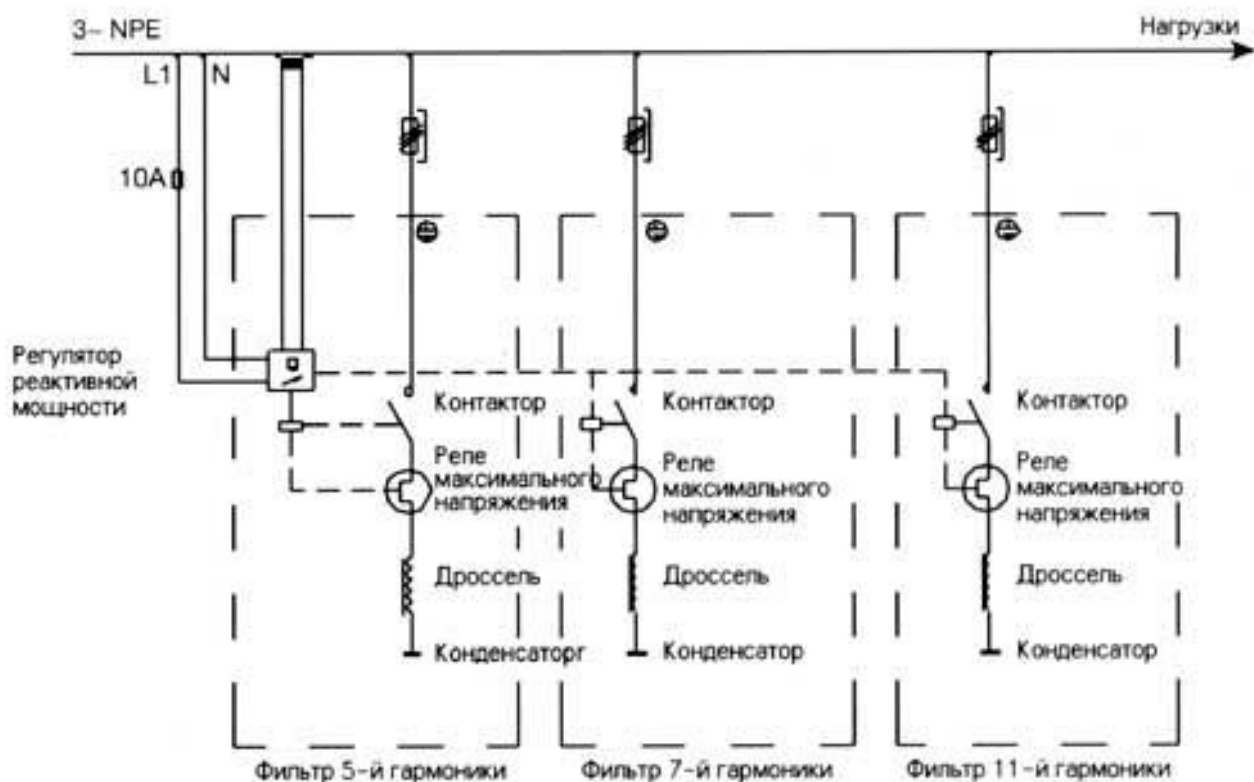 3~ NPE
Нагрузки
L1
N
10А
Регулятор
реактивной
мощности
Контактор
Реле
максимального
напряжения
Дроссель
Конденсаторг
Фильтр 5-й гармоники
Контактор
Реле
максимального
напряжения
Дроссель
Конденсатор
Фильтр 7-й гармоники
Контактор
Реле
максимального
напряжения
Дроссель
Конденсатор
Фильтр 11-й гармоники